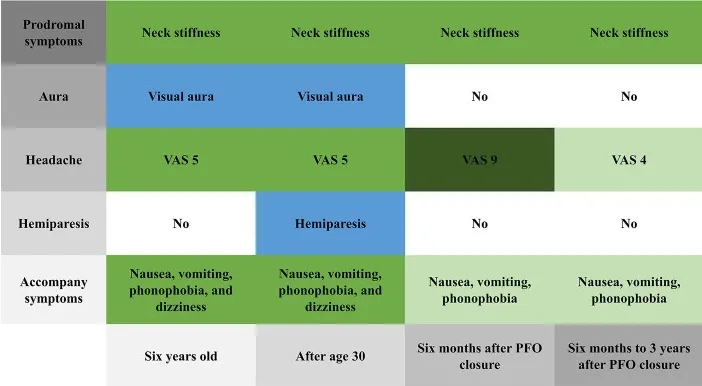 Prodromal
symptoms
Neck stiffness
Neck stiffness
Neck stiffness
Neck stiffness
Aura
Visual aura
Visual aura
No
No
Headache
VAS 5
VAS 5
VAS 9
VAS 4
Hemiparesis
No
Hemiparesis
No
No
Accompany
symptoms
Nausea, vomiting,
phonophobia, and
dizziness
Nausea, vomiting,
phonophobia, and
dizziness
Nausea, vomiting,
phonophobia
Nausea, vomiting,
phonophobia
Six years old
After age 30
Six months after PFO
closure
Six months to 3 years
after PFO closure